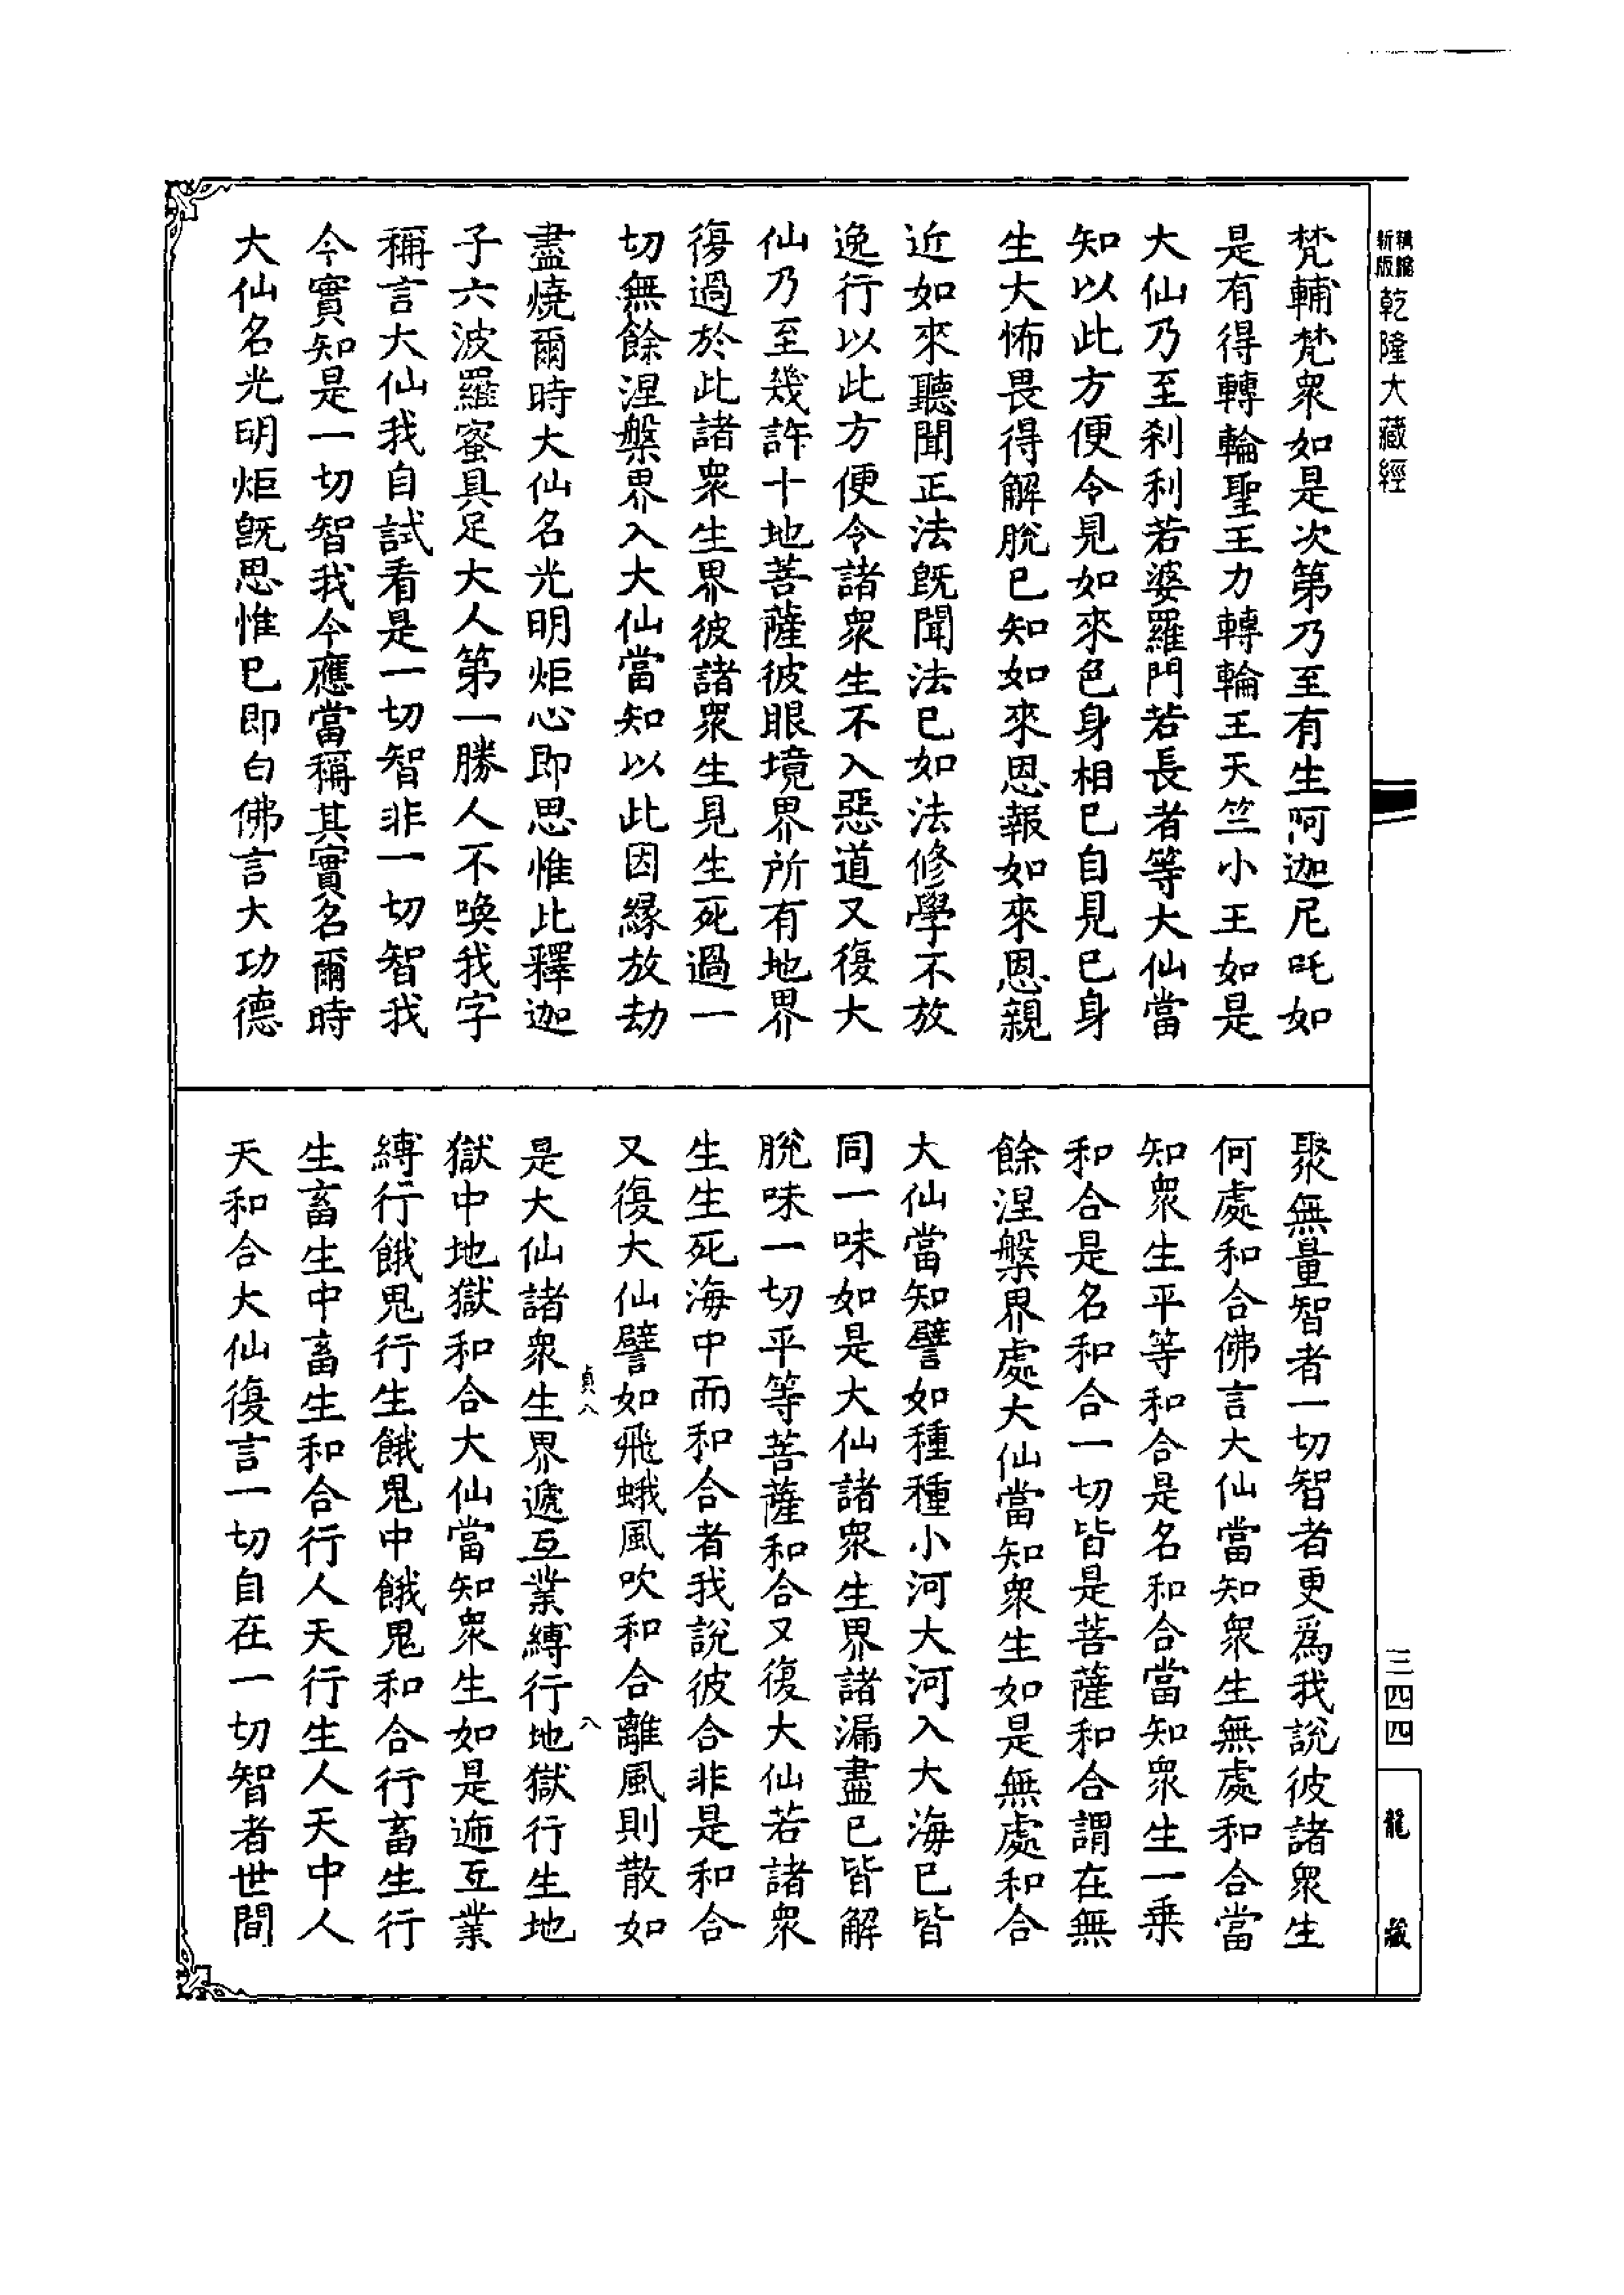 梵輔梵衆如是次第乃至有生阿迦尼吒如
是有得轉輪聖王力轉輪王天竺小王如是
大仙乃至刹利若婆羅門若長者等大仙當
知以此方便令見如來色身相已自見已身
生大怖畏得解脫已知如來恩報如來恩親
近如來聽聞正法旣聞法已如法修學不放
逸行以此方便令諸衆生不入惡道又復大
仙乃至幾許十地菩薩彼眼境界所有地界
復過於此諸衆生界彼諸衆生見生死過一
切無餘涅槃界入大仙當知以此因緣放劫
盡燒爾時大仙名光明炬心即思惟此釋迦
子六波羅蜜具足大人第一勝人不喚我字
稱言大仙我自試看是一切智非一切智我
今實知是一切智我今應當稱其實名爾時
大仙名光明炬旣思惟已即白佛言大功德
聚無量智者一切智者更爲我說彼諸衆生
何處和合佛言大仙當知衆生無處和合當
知衆生平等和合是名和合當知衆生一乗
和合是名和合一切皆是菩薩和合謂在無
餘涅槃界處大仙當知衆生如是無處和合
大仙當知譬如種種小河大河入大海已皆
同一味如是大仙諸衆生界諸漏盡已皆解
脫味一切平等菩薩和合又復大仙若諸衆
生生死海中而和合者我說彼合非是和合
又復大仙譬如飛蛾風吹和合離風則散如
貞八 八
是大仙諸衆生界遞互業縛行地獄行生地
獄中地獄和合大仙當知衆生如是遞互業
縛行餓鬼行生餓鬼中餓鬼和合行畜生行
生畜生中畜生和合行人天行生人天中人
天和合大仙復言一切自在一切智者世間
新版 乾隆大藏經
三四四
龍藏